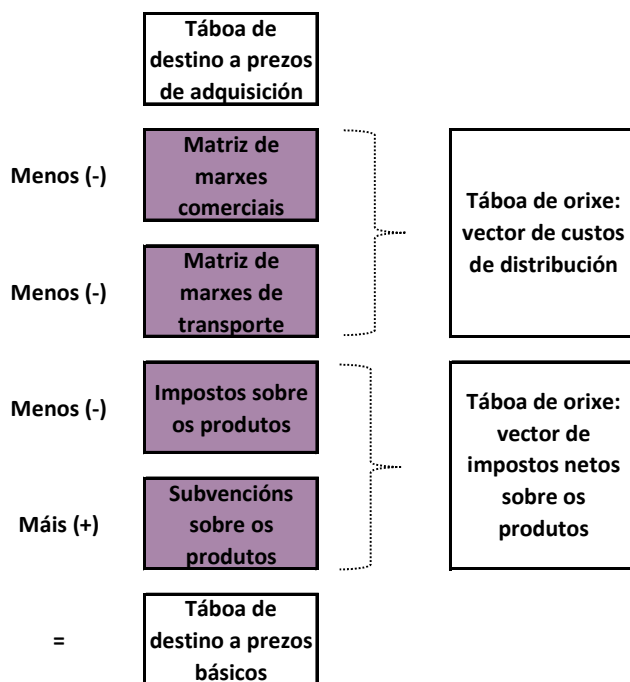 Táboa de
destino a prezos
de adquisición
Menos (-)
Matriz de
marxes
comerciais
Menos (-)
Matriz de
marxes de
transporte
Táboa de orixe:
vector de custos
de distribución
Menos (-)
Impostos sobre
os produtos
Máis (+)
Subvencións
sobre os
produtos
Táboa de orixe:
vector de
impostos netos
sobre os
produtos
=
Táboa de
destino a prezos
básicos